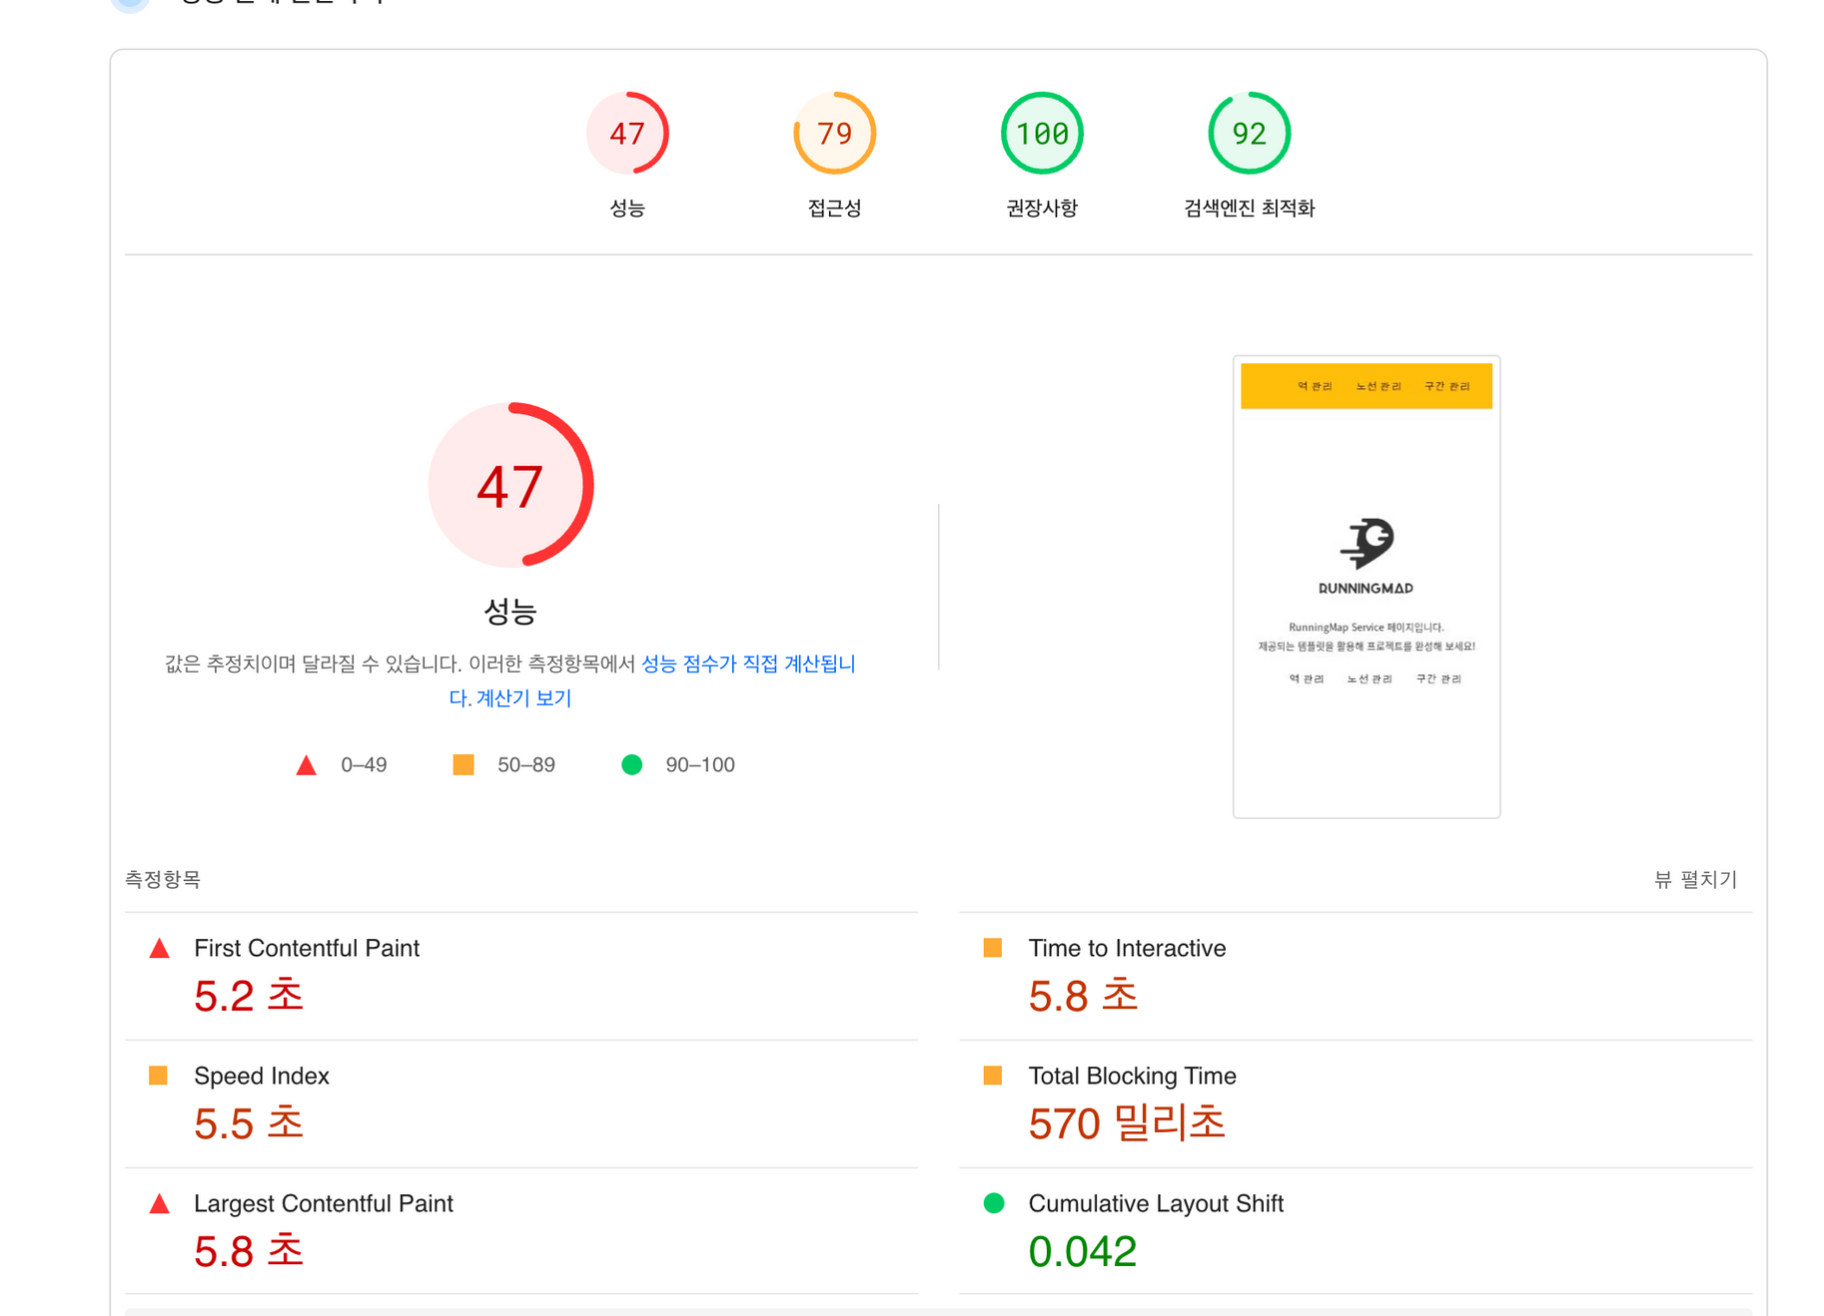 47
79
100
92
성능
접근성
권장사항
검색엔진 최적화
47
성능
값은 추정치이며 달라질 수 있습니다. 이러한 측정항목에서 성능 점수가 직접 계산됩니
다. 계산기 보기
0–49
50–89
90–100
역 관리
노선 관리
구간 관리
RUNNINGMAP
RunningMap Service 페이지입니다.
제공되는 템플릿을 활용해 프로젝트를 완성해 보세요!
역 관리
노선 관리
구간 관리
측정항목
뷰 펼치기
First Contentful Paint
5.2 초
Time to Interactive
5.8 초
Speed Index
5.5 초
Total Blocking Time
570 밀리초
Largest Contentful Paint
5.8 초
Cumulative Layout Shift
0.042